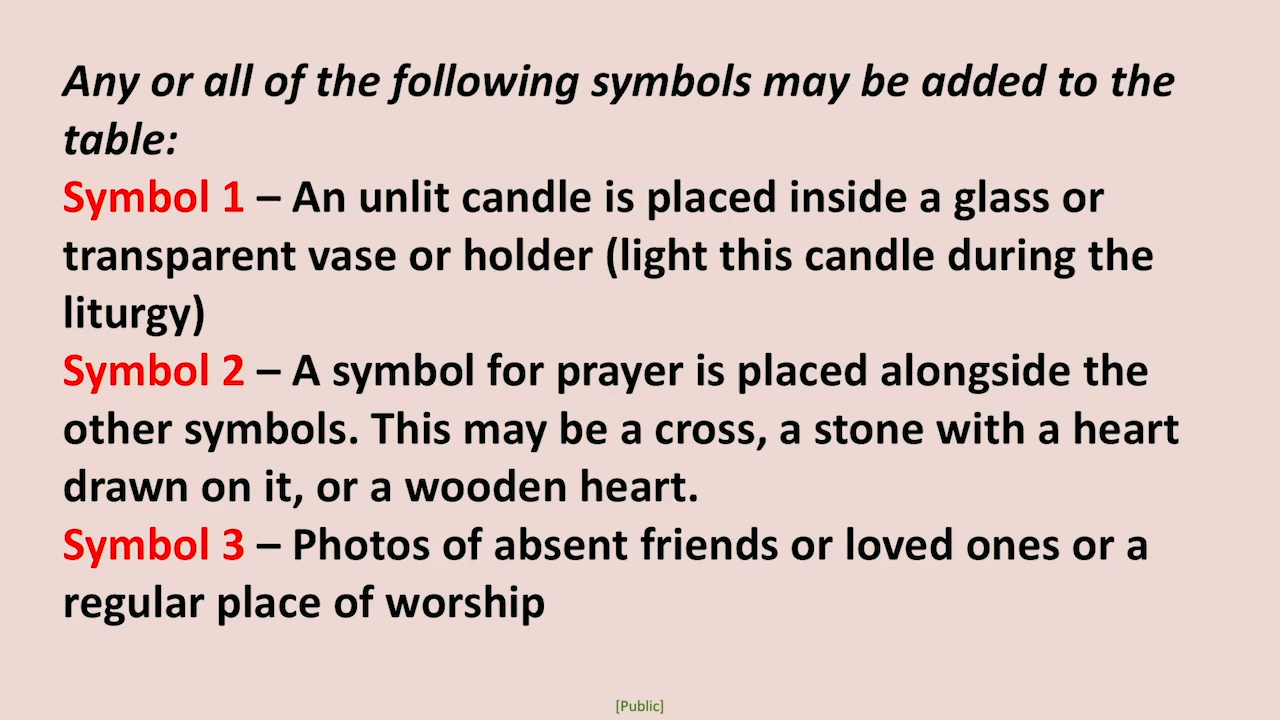 Any or all of the following symbols may be added to the
table:
Symbol 1 – An unlit candle is placed inside a glass or
transparent vase or holder (light this candle during the
liturgy)
Symbol 2 – A symbol for prayer is placed alongside the
other symbols. This may be a cross, a stone with a heart
drawn on it, or a wooden heart.
Symbol 3 – Photos of absent friends or loved ones or a
regular place of worship
[Public]